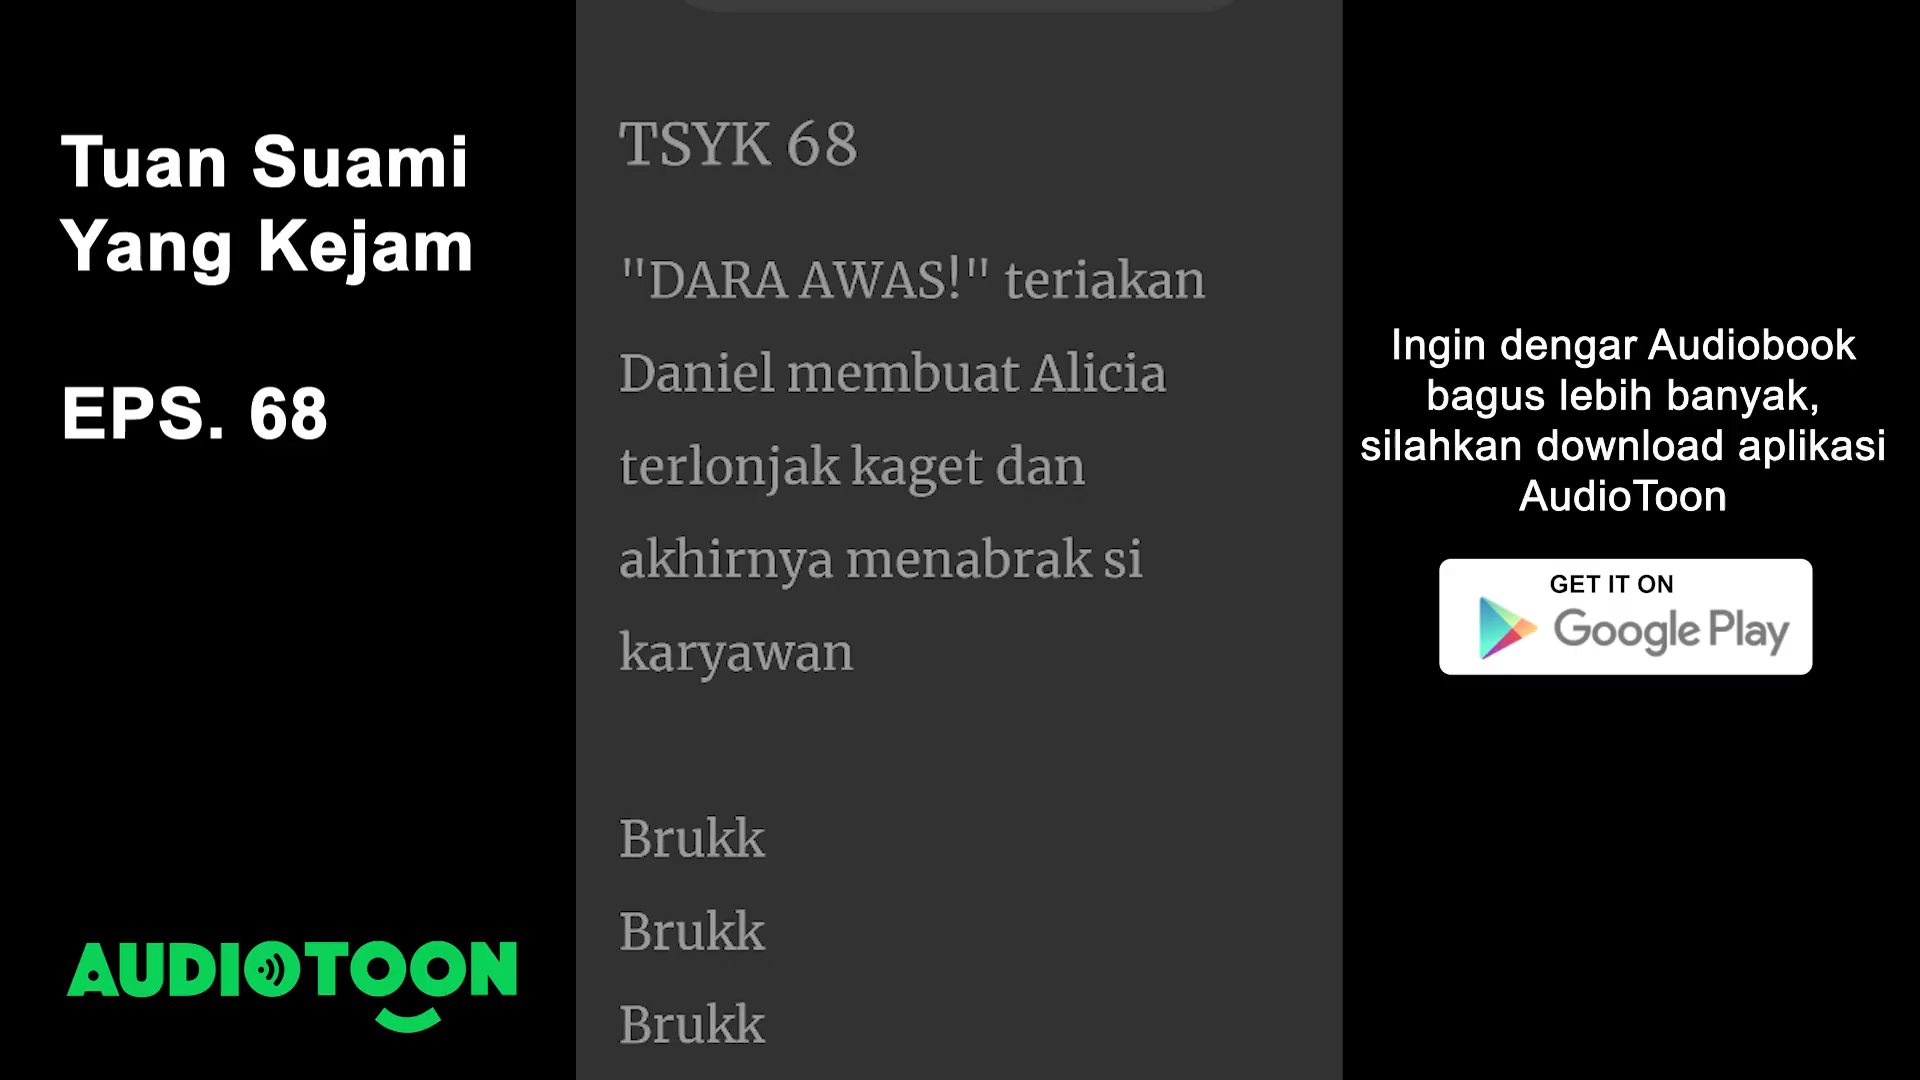 Tuan Suami
Yang Kejam
EPS. 68
AUDIOTOON
TSYK 68
"DARA AWAS!" teriakan
Daniel membuat Alicia
terlonjak kaget dan
akhirnya menabrak si
karyawan
Brukk
Brukk
Brukk
Ingin dengar Audiobook
bagus lebih banyak,
silahkan download aplikasi
AudioToon
GET IT ON
Google Play